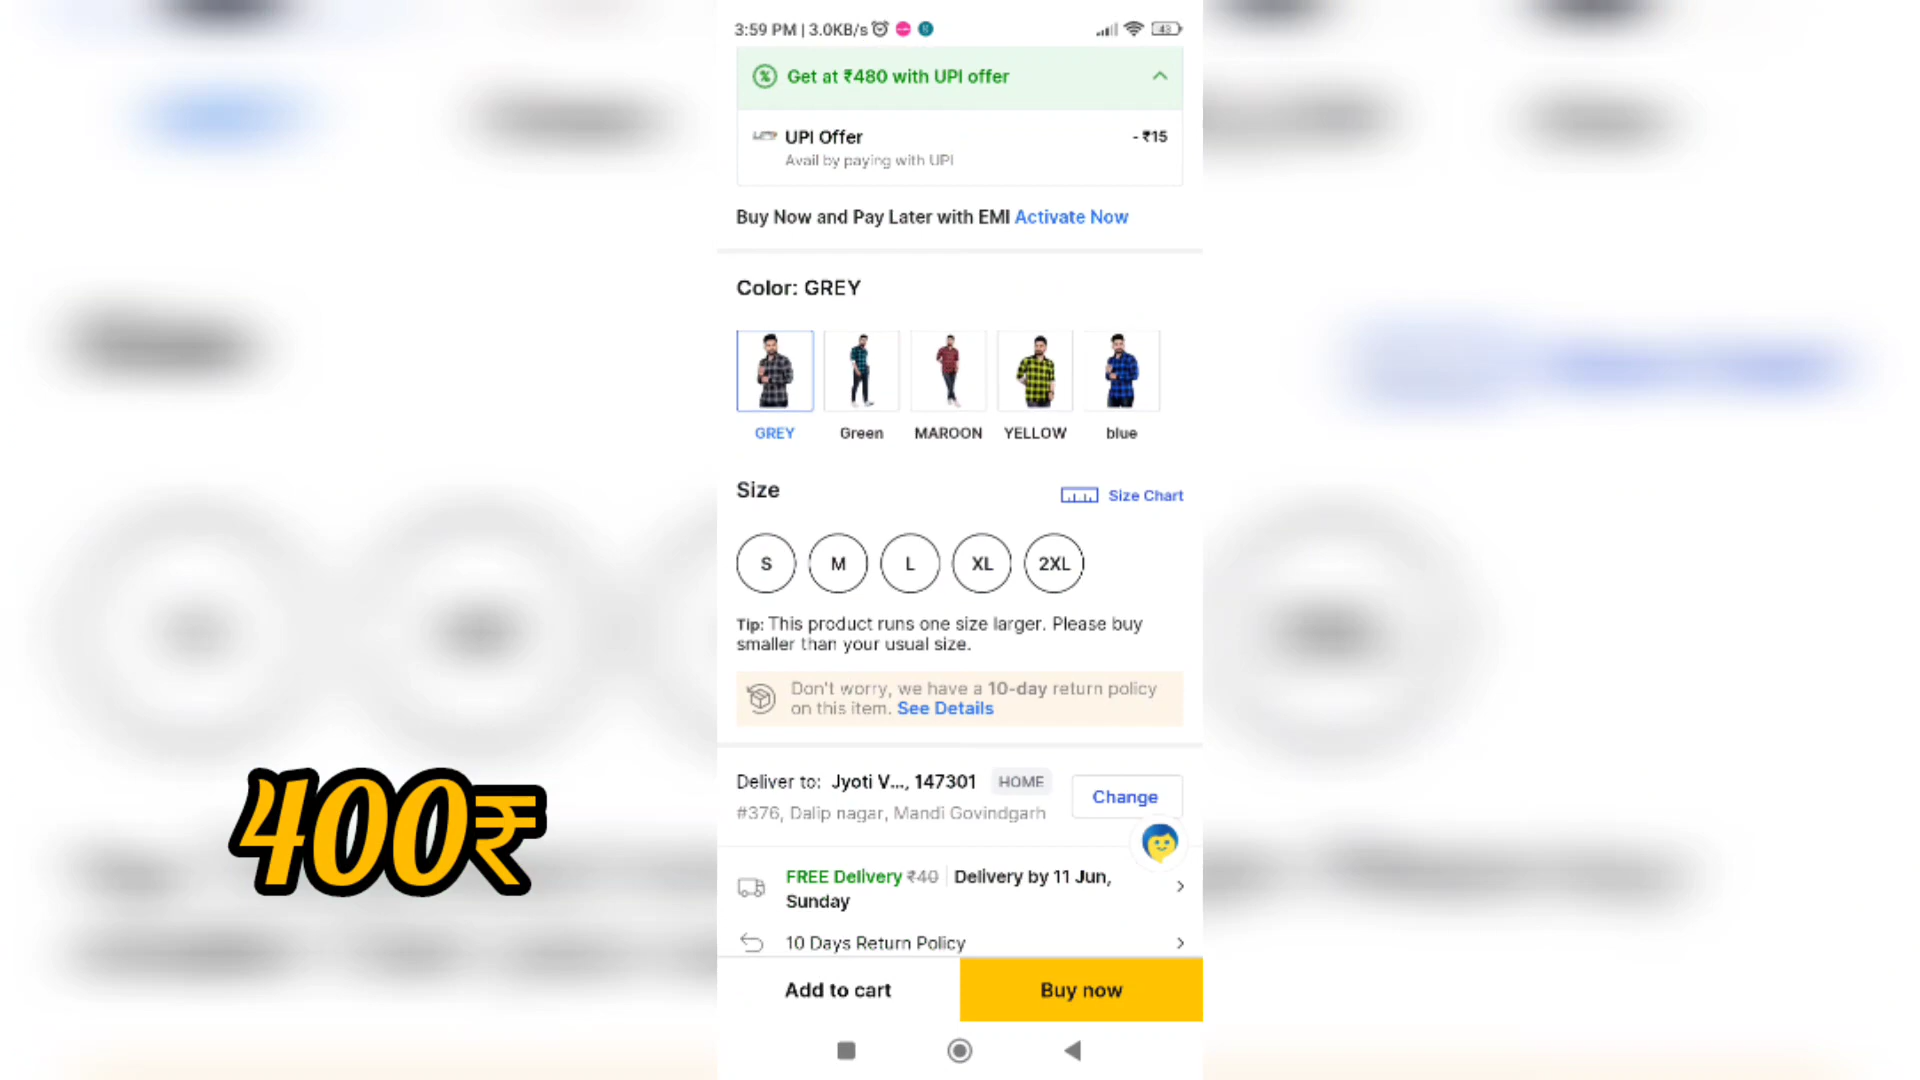 3:59 PM | 3.0KB/s
43
Get at ₹480 with UPI offer
UPI Offer - ₹15
Avail by paying with UPI
Buy Now and Pay Later with EMI Activate Now
Color: GREY
GREY Green MAROON YELLOW blue
Size Size Chart
S M L XL 2XL
Tip: This product runs one size larger. Please buy
smaller than your usual size.
Don't worry, we have a 10-day return policy
on this item. See Details
Deliver to: Jyoti V..., 147301 HOME
Change
#376, Dalip nagar, Mandi Govindgarh
400₹
FREE Delivery ₹40 Delivery by 11 Jun,
Sunday
10 Days Return Policy
Add to cart Buy now